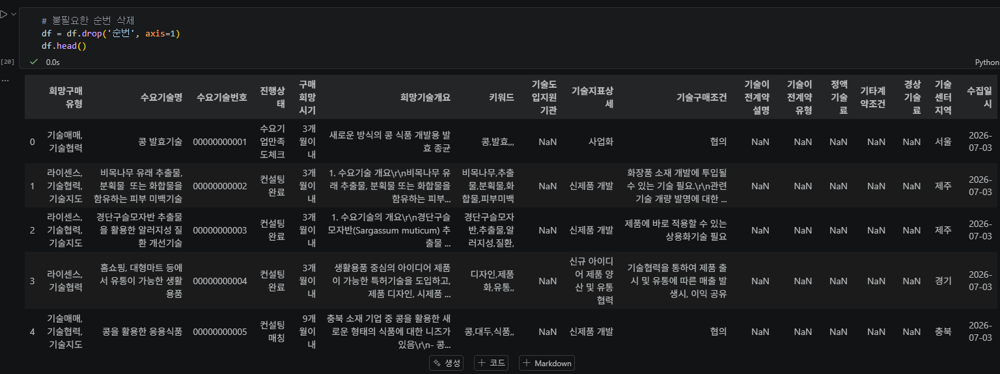 # 불필요한 순번 삭제
df = df.drop('순번', axis=1)
df.head()
[20]
0.0s
Python
...
희망구매
유형
수요기술명
수요기술번호
진행상
태
구매
희망
시기
희망기술개요
키워드
기술도
입지원
기관
기술지표상
세
기술구매조건
기술이
전계약
설명
기술이
전계약
유형
정액
기술
료
기타계
약조건
경상
기술
료
기술
센터
지역
수집일
시
0
기술매매,
기술협력
콩 발효기술
00000000001
수요기
업만족
도체크
3개
월이
내
새로운 방식의 콩 식품 개발용 발
효 종균
콩,발효,,,
NaN
사업화
협의
NaN
NaN
NaN
NaN
NaN
서울
2026-
07-03
1
라이센스,
기술협력,
기술지도
비목나무 유래 추출물,
분획물 또는 화합물을
함유하는 피부 미백기술
00000000002
컨설팅
완료
3개
월이
내
1. 수요기술 개요\r\n비목나무 유
래 추출물, 분획물 또는 화합물을
함유하는 피부...
비목나무,추출
물,분획물,화
합물,피부미백
NaN
신제품 개발
화장품 소재 개발에 투입될
수 있는 기술 필요.\r\n관련
기술 개량 발명에 대한 ...
NaN
NaN
NaN
NaN
NaN
제주
2026-
07-03
2
라이센스,
기술협력,
기술지도
경단구슬모자반 추출물
을 활용한 알러지성 질
환 개선기술
00000000003
컨설팅
완료
3개
월이
내
1. 수요기술의 개요\r\n경단구슬
모자반(Sargassum muticum) 추
출물 ...
경단구슬모자
반,추출물,알
러지성,질환,
NaN
신제품 개발
제품에 바로 적용할 수 있는
상용화기술 필요
NaN
NaN
NaN
NaN
NaN
제주
2026-
07-03
3
라이센스,
기술협력
홈쇼핑, 대형마트 등에
서 유통이 가능한 생활
용품
00000000004
컨설팅
완료
3개
월이
내
생활용품 중심의 아이디어 제품
이 가능한 특허기술을 도입하고,
제품 디자인, 시제품 ...
디자인,제품
화,유통,,
NaN
신규 아이디
어 제품 양
산 및 유통
협력
기술협력을 통하여 제품 출
시 및 유통에 따른 매출 발
생시, 이익 공유
NaN
NaN
NaN
NaN
NaN
경기
2026-
07-03
4
기술매매,
기술협력,
기술지도
콩을 활용한 응용식품
00000000005
컨설팅
매칭
9개
월이
내
충북 소재 기업 중 콩을 활용한 새
로운 형태의 식품에 대한 니즈가
있음\r\n- 콩...
콩,대두,식품,,
NaN
신제품 개발
협의
NaN
NaN
NaN
NaN
NaN
충북
2026-
07-03
생성
코드
Markdown